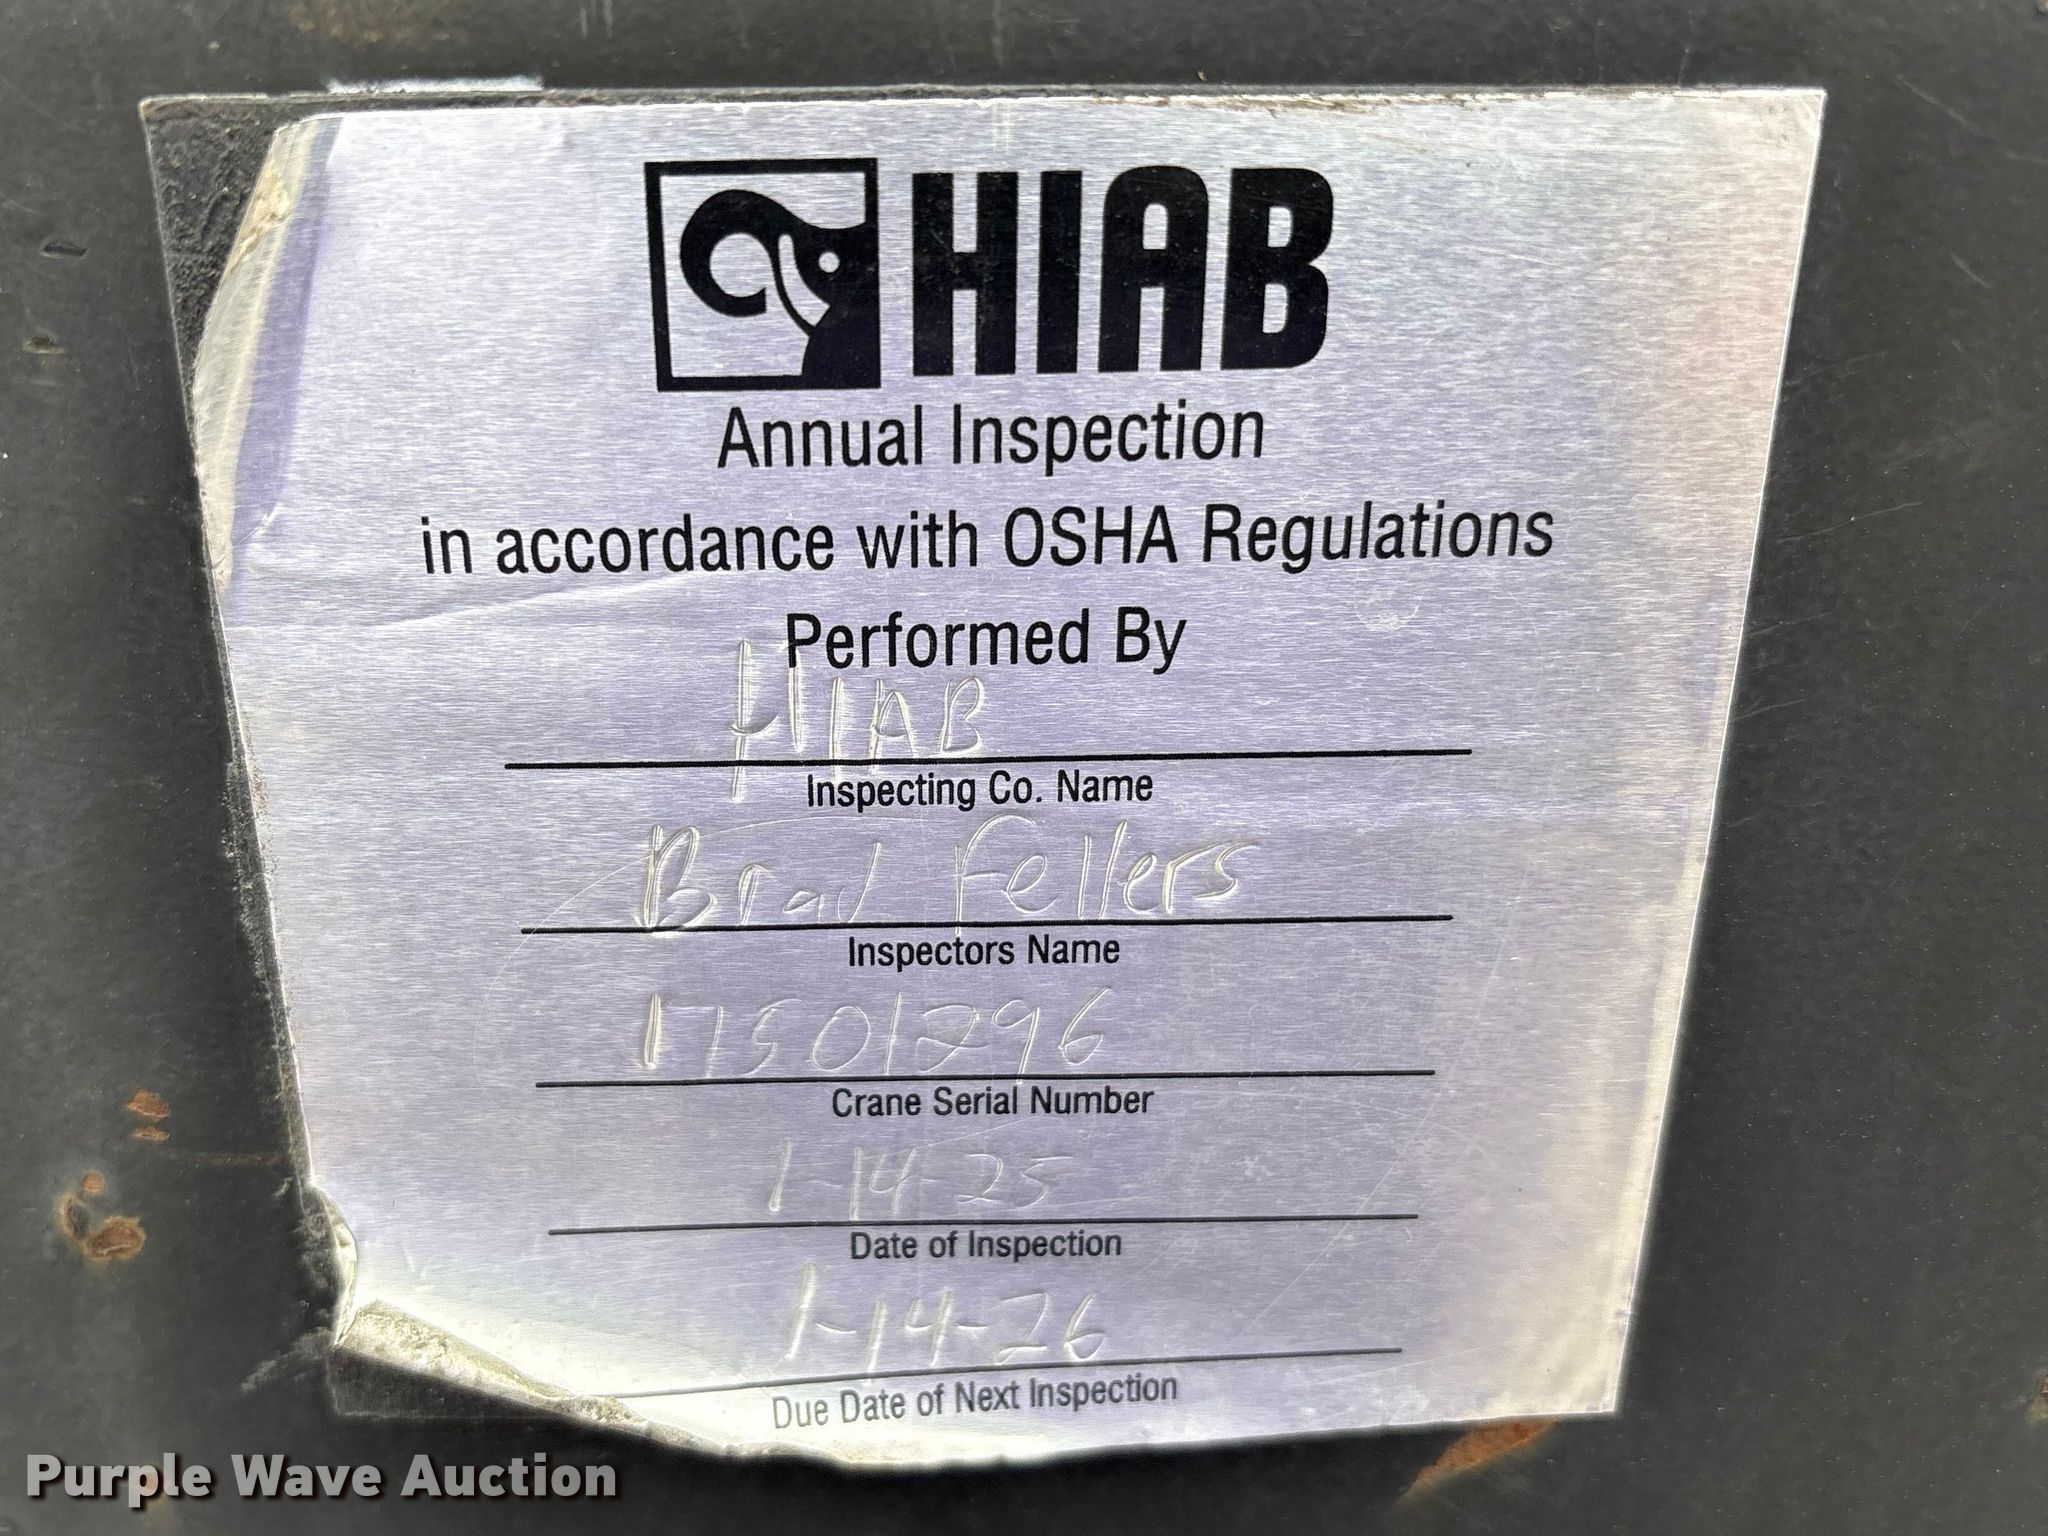 HIAB
Annual Inspection
in accordance with OSHA Regulations
Performed By
HIAB
Inspecting Co. Name
Brad Fellers
Inspectors Name
17501296
Crane Serial Number
1-14-25
Date of Inspection
1-14-26
Due Date of Next Inspection
Purple Wave Auction